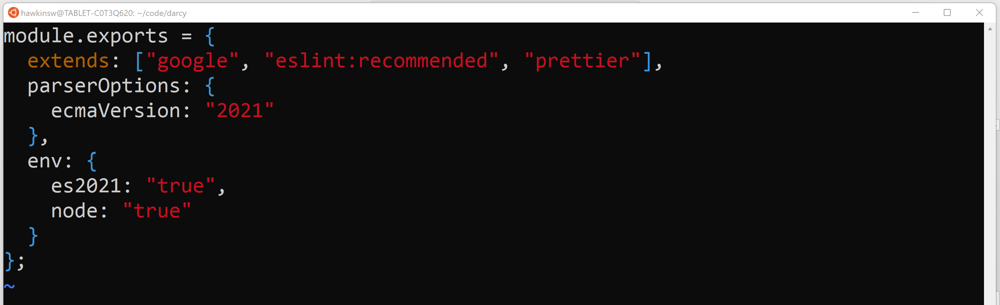 hawkinsw@TABLET-C0T3Q620: ~/code/darcy
module.exports = {
  extends: ["google", "eslint:recommended", "prettier"],
  parserOptions: {
    ecmaVersion: "2021"
  },
  env: {
    es2021: "true",
    node: "true"
  }
};
~